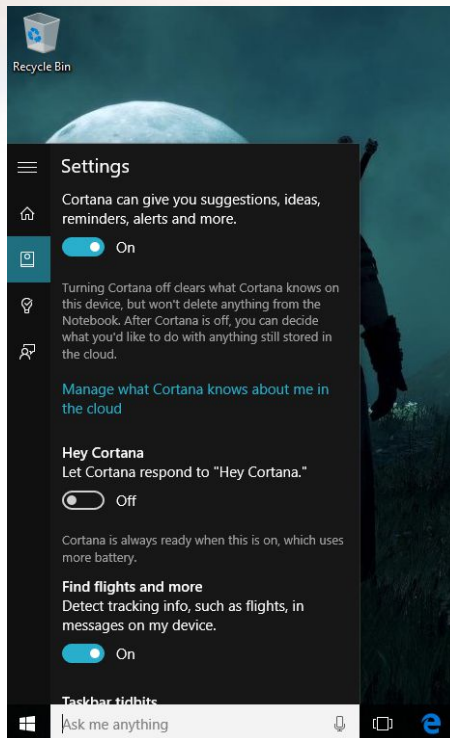 Recycle Bin
Settings
Cortana can give you suggestions, ideas,
reminders, alerts and more.
On
Turning Cortana off clears what Cortana knows on
this device, but won't delete anything from the
Notebook. After Cortana is off, you can decide
what you'd like to do with anything still stored in
the cloud.
Manage what Cortana knows about me in
the cloud
Hey Cortana
Let Cortana respond to "Hey Cortana."
Off
Cortana is always ready when this is on, which uses
more battery.
Find flights and more
Detect tracking info, such as flights, in
messages on my device.
On
Taskbar tidbits
Ask me anything